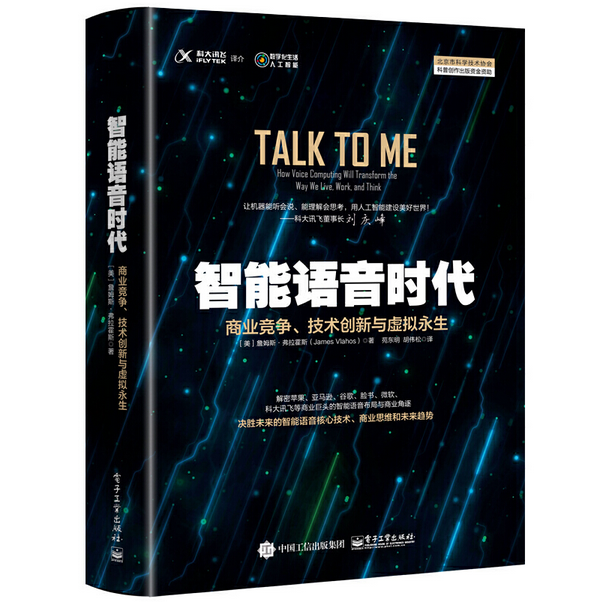 科大讯飞
iFLYTEK
译介
数字化生活
人工智能
北京市科学技术协会
科普创作出版资金资助
TALK TO ME
How Voice Computing Will Transform the
Way We Live, Work, and Think
让机器能听会说、能理解会思考，用人工智能建设美好世界！
——科大讯飞董事长 刘庆峰
智能语音时代
商业竞争、技术创新与虚拟永生
［美］詹姆斯·弗拉霍斯（James Vlahos）著 苑东明 胡伟松 译
解密苹果、亚马逊、谷歌、脸书、微软、
科大讯飞等商业巨头的智能语音布局与商业角逐
决胜未来的智能语音核心技术、商业思维和未来趋势
中国工信出版集团
电子工业出版社
智能语音时代
商业竞争、技术创新与虚拟永生
［美］詹姆斯·弗拉霍斯 著
电子工业出版社